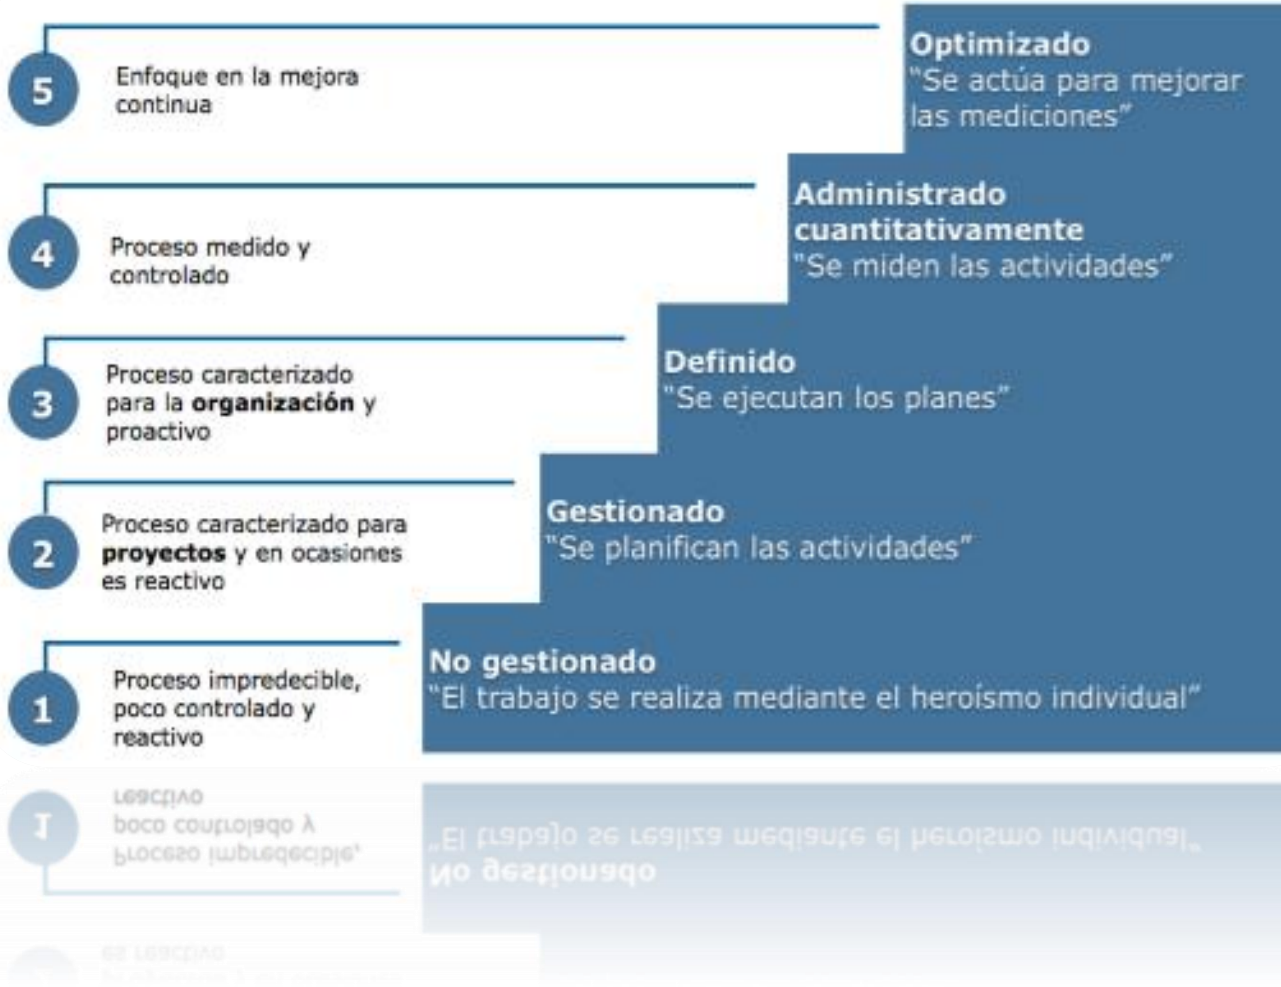 5
Enfoque en la mejora
continua
Optimizado
“Se actúa para mejorar
las mediciones”
4
Proceso medido y
controlado
Administrado
cuantitativamente
“Se miden las actividades”
3
Proceso caracterizado
para la organización y
proactivo
Definido
“Se ejecutan los planes”
2
Proceso caracterizado para
proyectos y en ocasiones
es reactivo
Gestionado
“Se planifican las actividades”
1
Proceso impredecible,
poco controlado y
reactivo
No gestionado
“El trabajo se realiza mediante el heroísmo individual”